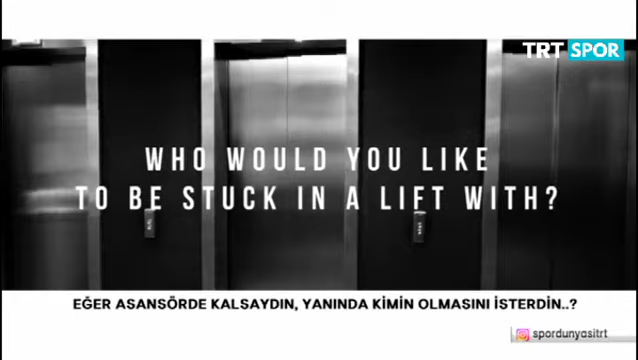 TRT SPOR
WHO WOULD YOU LIKE
TO BE STUCK IN A LIFT WITH?
EĞER ASANSÖRDE KALSAYDIN, YANINDA KİMİN OLMASINI İSTERDİN..?
spordunyasitrt